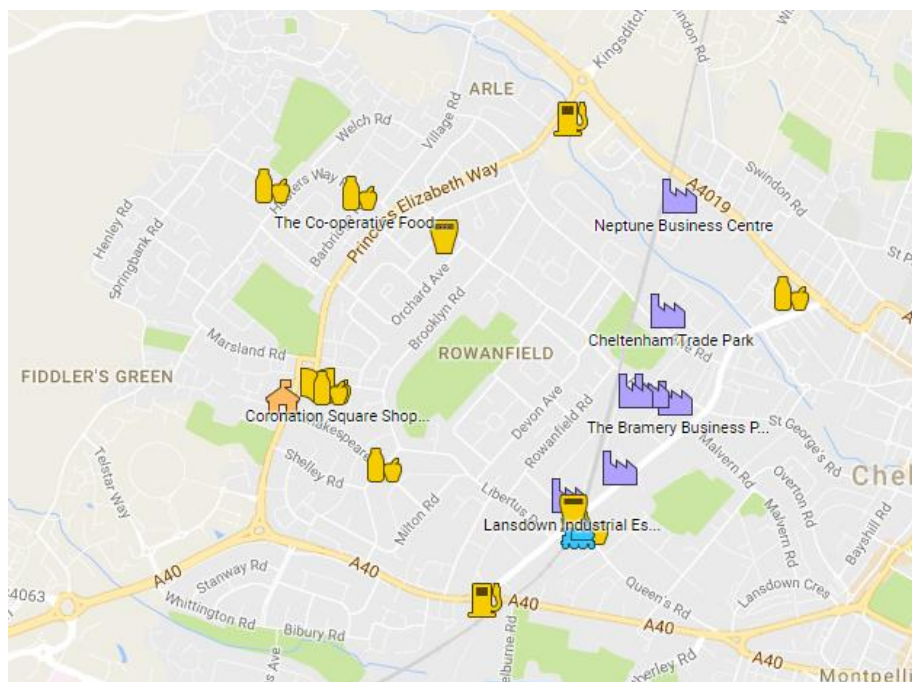 Kingsditch
Swindon Rd
ARLE
Village Rd
Welch Rd
Princess Elizabeth Way
A4019
Swindon Rd
The Co-operative Food
Neptune Business Centre
Henley Rd
Springbank Rd
Orchard Ave
Brooklyn Rd
Marsland Rd
ROWANFIELD
Cheltenham Trade Park
FIDDLER'S GREEN
Coronation Square Shop...
Devon Ave
Rowanfield Rd
The Bramery Business P...
St George's Rd
Malvern Rd
Overton Rd
Malvern Rd
Telstar Way
Shelley Rd
Milton Rd
Lansdown Industrial Es...
Bayshill Rd
Lansdown Cres
Queen's Rd
Stanway Rd
A40
A40
A40
A40
A40
Whittington Rd
Bibury Rd
Montpelli